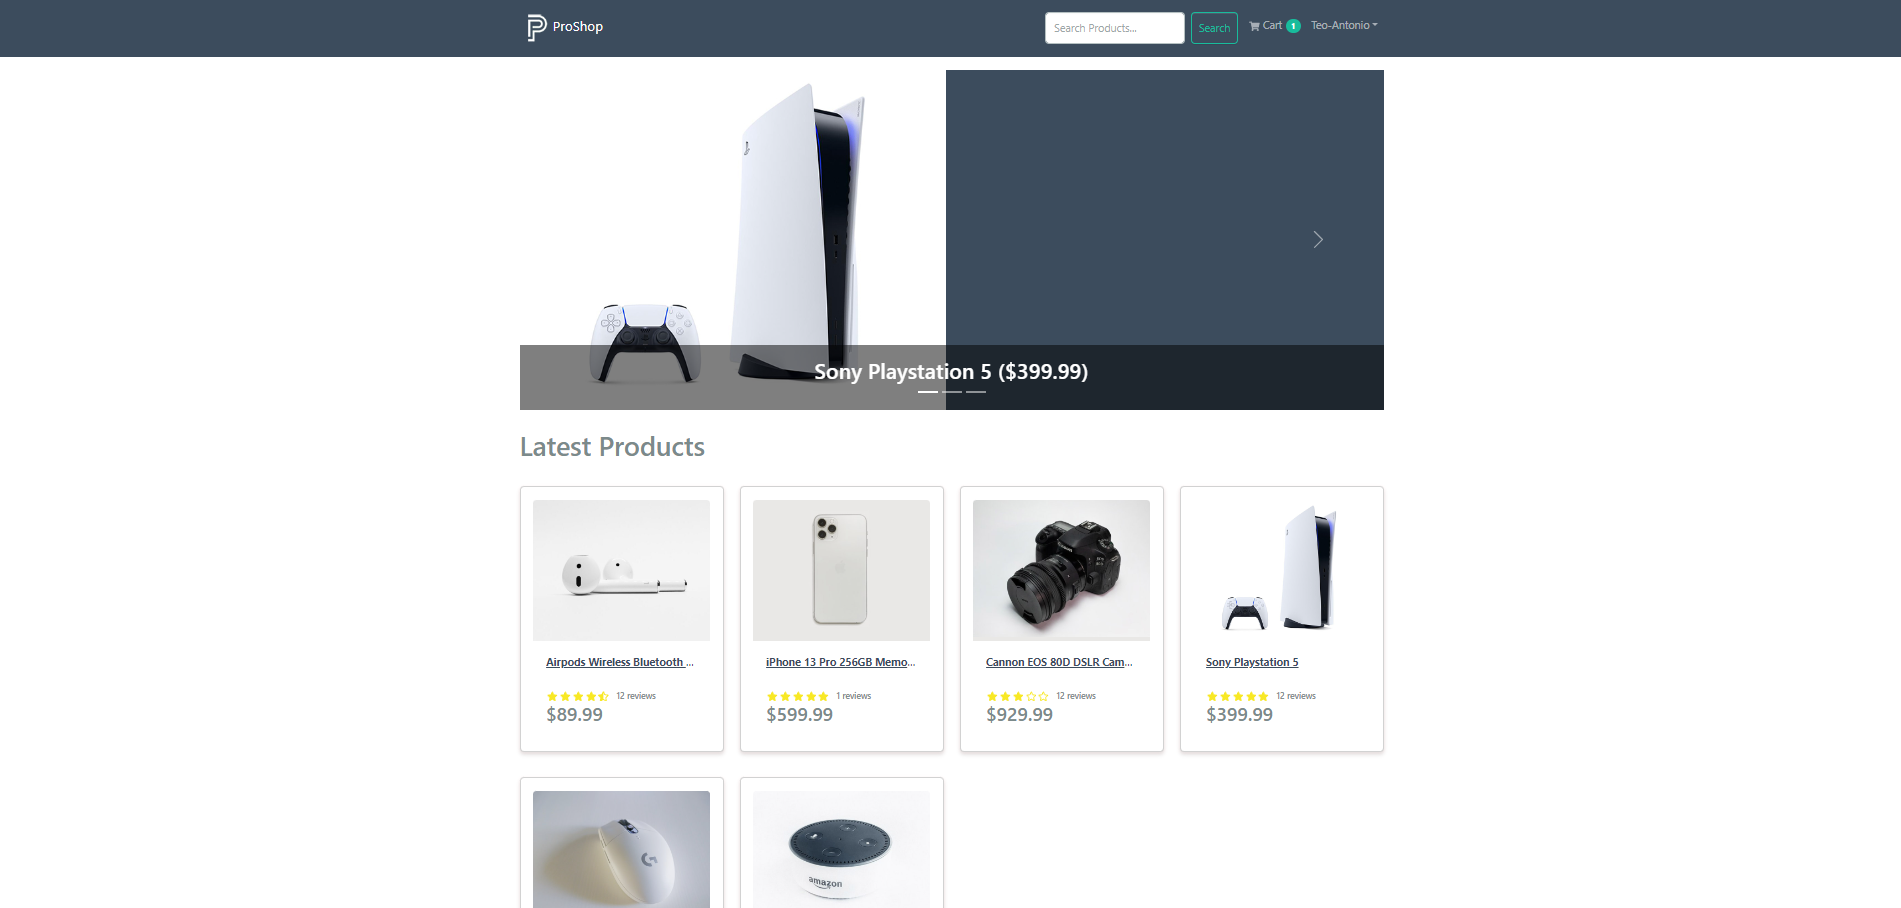 ProShop
Search Products...
Search
Cart 1
Teo-Antonio
Sony Playstation 5 ($399.99)
Latest Products
Airpods Wireless Bluetooth ...
12 reviews
$89.99
iPhone 13 Pro 256GB Memo...
1 reviews
$599.99
Cannon EOS 80D DSLR Cam...
12 reviews
$929.99
Sony Playstation 5
12 reviews
$399.99
amazon